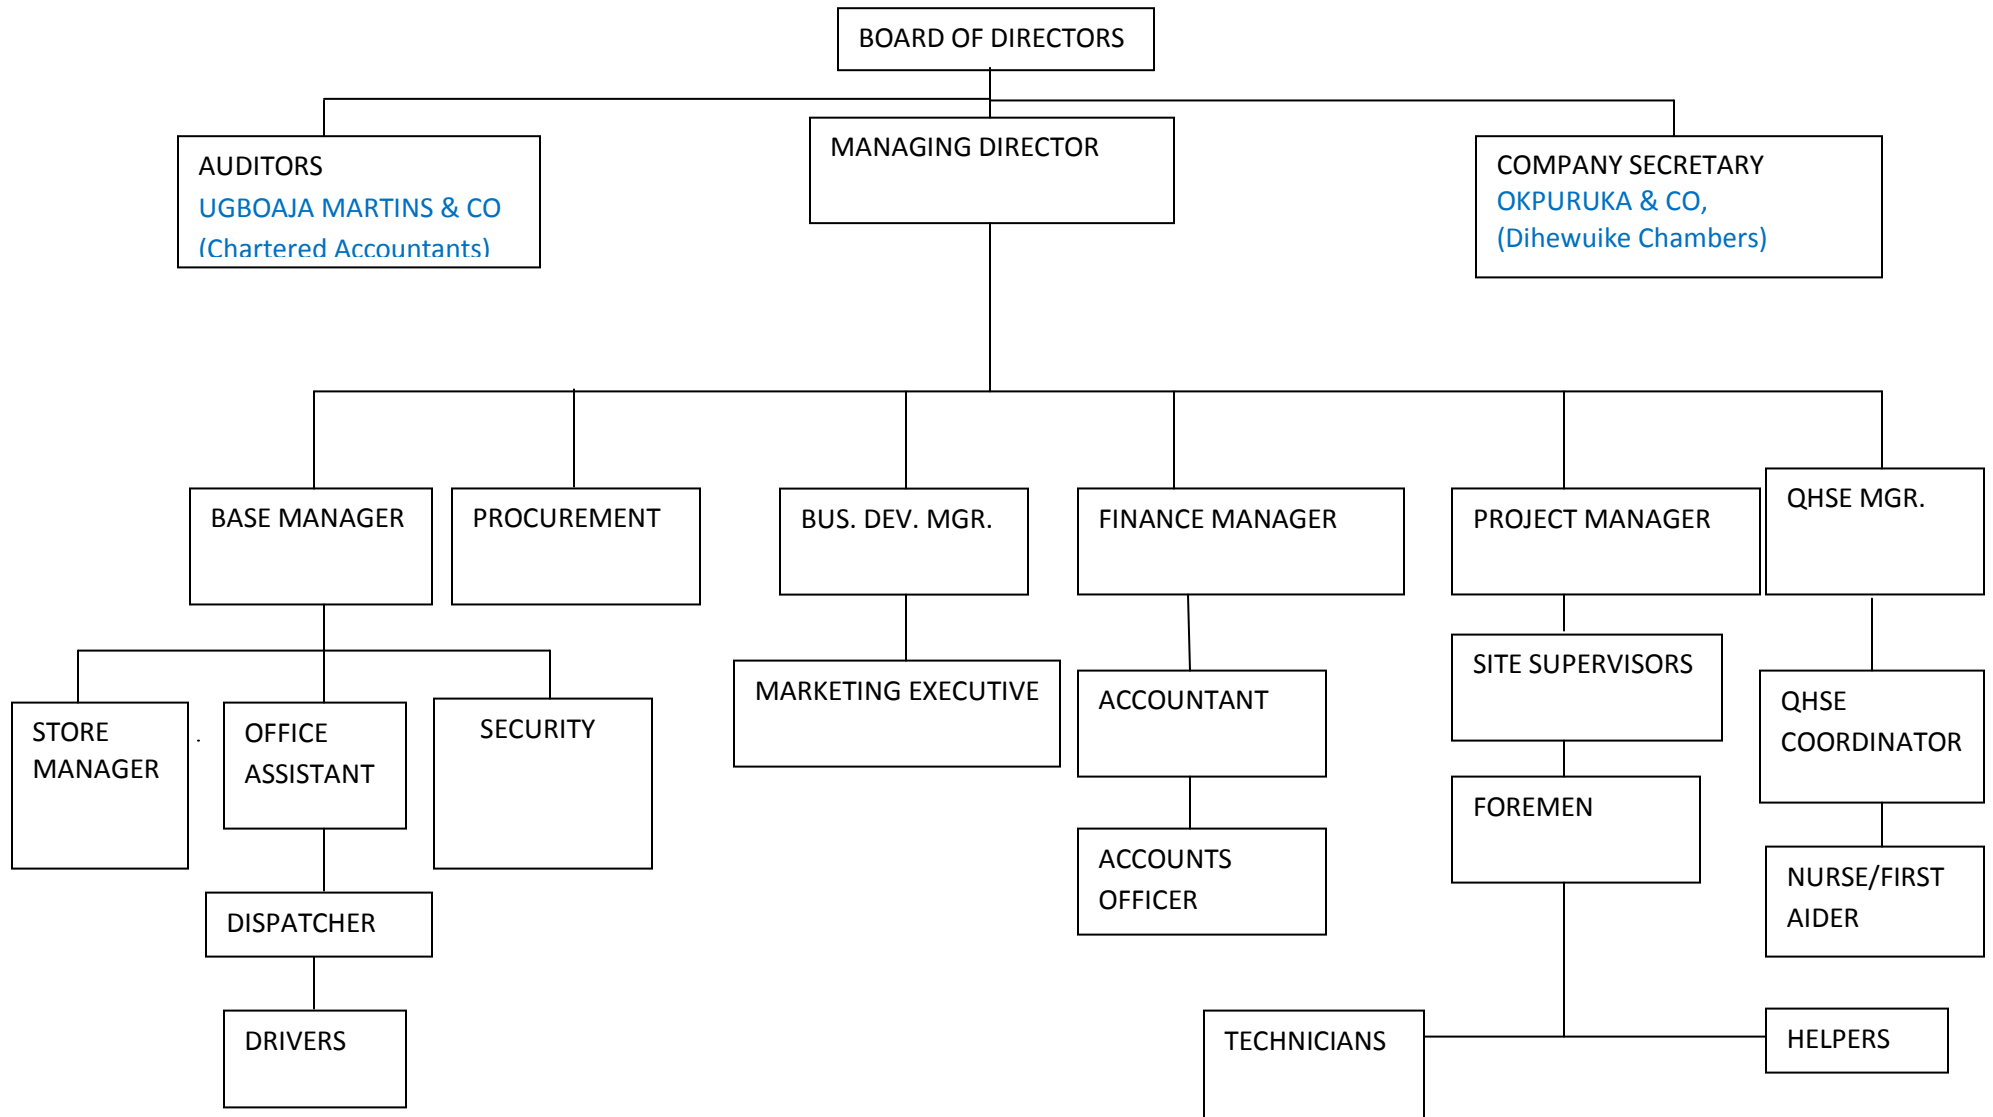 BOARD OF DIRECTORS
AUDITORS
UGBOAJA MARTINS & CO
(Chartered Accountants)
MANAGING DIRECTOR
COMPANY SECRETARY
OKPURUKA & CO,
(Dihewuike Chambers)
BASE MANAGER
PROCUREMENT
BUS. DEV. MGR.
FINANCE MANAGER
PROJECT MANAGER
QHSE MGR.
STORE
MANAGER
.
OFFICE
ASSISTANT
SECURITY
MARKETING EXECUTIVE
ACCOUNTANT
SITE SUPERVISORS
QHSE
COORDINATOR
FOREMEN
ACCOUNTS
OFFICER
NURSE/FIRST
AIDER
DISPATCHER
DRIVERS
TECHNICIANS
HELPERS